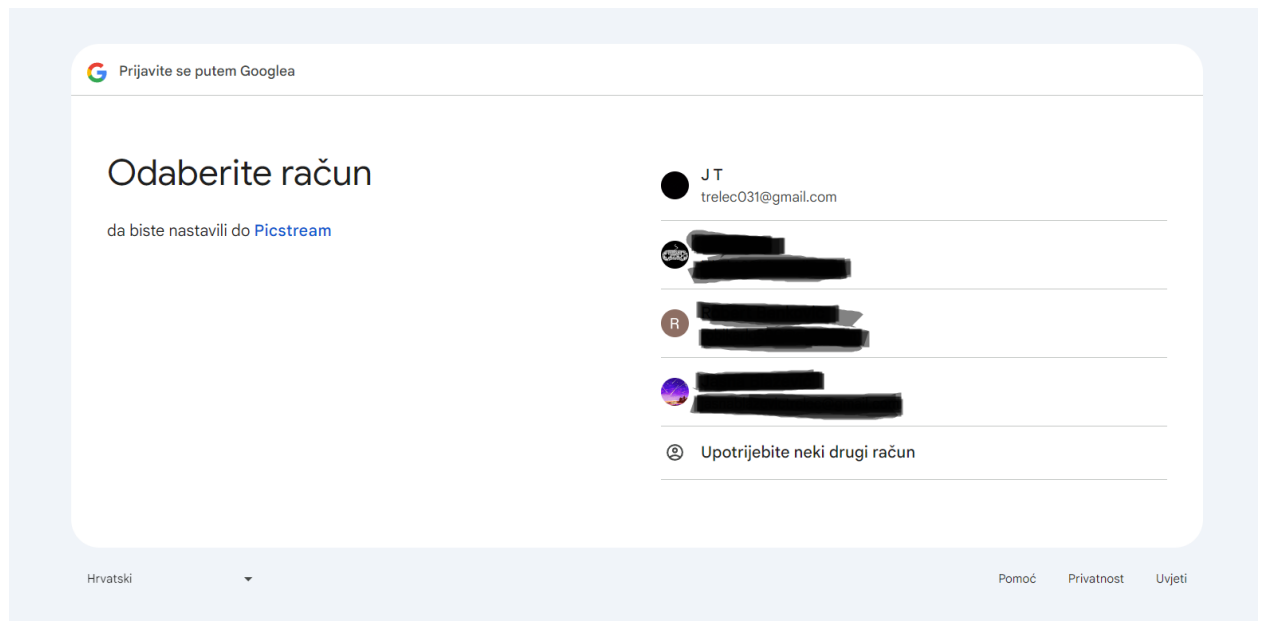 Prijavite se putem Googlea
Odaberite račun
da biste nastavili do Picstream
J T
trelec031@gmail.com
R
Upotrijebite neki drugi račun
Hrvatski
Pomoć
Privatnost
Uvjeti